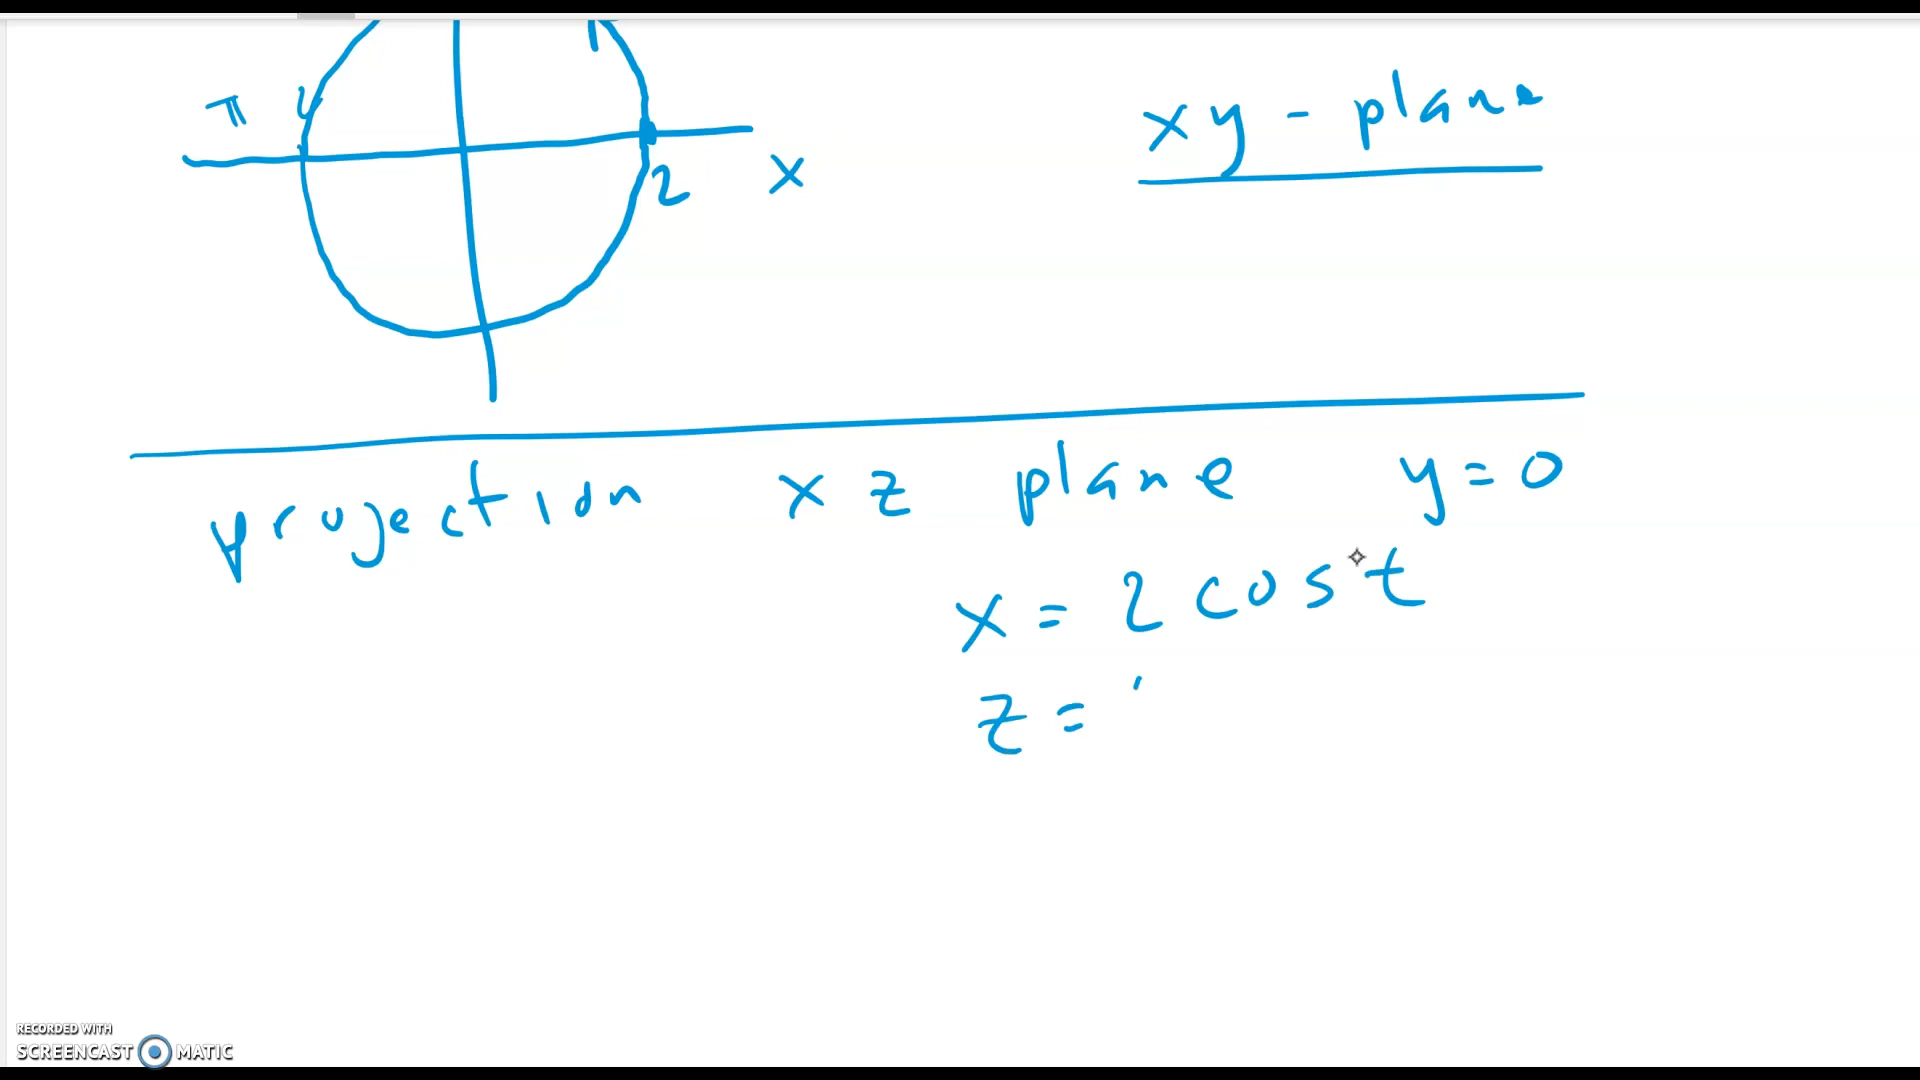 π
xy - plane
2
x
projection xz plane y = 0
x = 2 cos t
z = '
RECORDED WITH
SCREENCAST MATIC